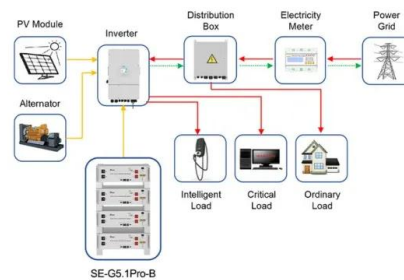 PV Module
Inverter
Distribution
Box
Electricity
Meter
Power
Grid
Alternator
Intelligent
Load
Critical
Load
Ordinary
Load
SE-G5.1Pro-B